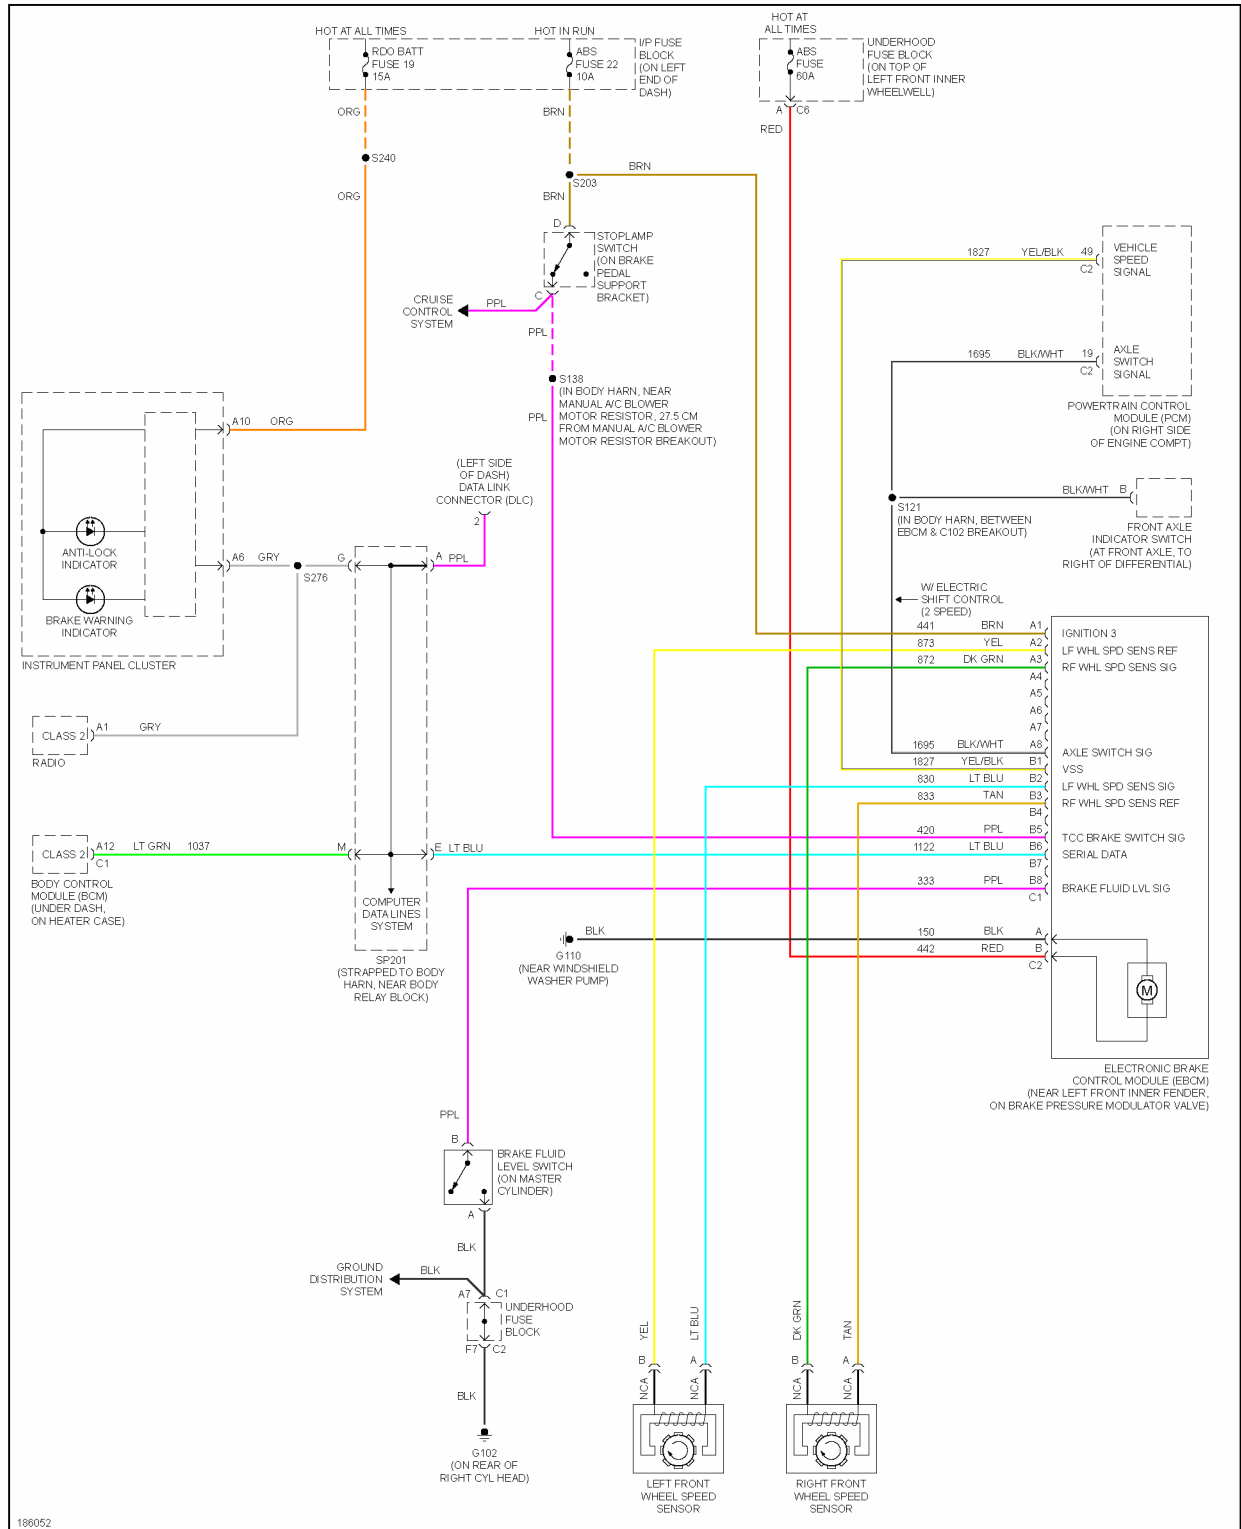 HOT AT ALL TIMES
HOT IN RUN
HOT AT
ALL TIMES
RDO BATT
FUSE 19
15A
ABS
FUSE 22
10A
I/P FUSE
BLOCK
(ON LEFT
END OF
DASH)
ABS
FUSE
60A
UNDERHOOD
FUSE BLOCK
(ON TOP OF
LEFT FRONT INNER
WHEELWELL)
A
C6
ORG
BRN
RED
S240
BRN
S203
ORG
BRN
D
STOPLAMP
SWITCH
(ON BRAKE
PEDAL
SUPPORT
BRACKET)
C
CRUISE
CONTROL
SYSTEM
PPL
PPL
1827
YEL/BLK
49
C2
VEHICLE
SPEED
SIGNAL
1695
BLK/WHT
19
C2
AXLE
SWITCH
SIGNAL
POWERTRAIN CONTROL
MODULE (PCM)
(ON RIGHT SIDE
OF ENGINE COMPT)
S138
(IN BODY HARN, NEAR
MANUAL A/C BLOWER
MOTOR RESISTOR, 27.5 CM
FROM MANUAL A/C BLOWER
MOTOR RESISTOR BREAKOUT)
PPL
A10
ORG
(LEFT SIDE
OF DASH)
DATA LINK
CONNECTOR (DLC)
2
BLK/WHT
B
S121
(IN BODY HARN, BETWEEN
EBCM & C102 BREAKOUT)
FRONT AXLE
INDICATOR SWITCH
(AT FRONT AXLE, TO
RIGHT OF DIFFERENTIAL)
ANTI-LOCK
INDICATOR
BRAKE WARNING
INDICATOR
INSTRUMENT PANEL CLUSTER
A6
GRY
S276
G
A
PPL
W/ ELECTRIC
SHIFT CONTROL
(2 SPEED)
441
BRN
A1
IGNITION 3
873
YEL
A2
LF WHL SPD SENS REF
872
DK GRN
A3
RF WHL SPD SENS SIG
A4
A5
A6
A7
1695
BLK/WHT
A8
AXLE SWITCH SIG
1827
YEL/BLK
B1
VSS
830
LT BLU
B2
LF WHL SPD SENS SIG
833
TAN
B3
RF WHL SPD SENS REF
B4
420
PPL
B5
TCC BRAKE SWITCH SIG
1122
LT BLU
B6
SERIAL DATA
B7
333
PPL
B8
BRAKE FLUID LVL SIG
C1
CLASS 2
A1
GRY
RADIO
CLASS 2
A12
LT GRN
1037
C1
M
E
LT BLU
BODY CONTROL
MODULE (BCM)
(UNDER DASH,
ON HEATER CASE)
COMPUTER
DATA LINES
SYSTEM
SP201
(STRAPPED TO BODY
HARN, NEAR BODY
RELAY BLOCK)
BLK
G110
(NEAR WINDSHIELD
WASHER PUMP)
150
BLK
A
442
RED
B
C2
M
ELECTRONIC BRAKE
CONTROL MODULE (EBCM)
(NEAR LEFT FRONT INNER FENDER,
ON BRAKE PRESSURE MODULATOR VALVE)
PPL
B
BRAKE FLUID
LEVEL SWITCH
(ON MASTER
CYLINDER)
A
BLK
GROUND
DISTRIBUTION
SYSTEM
BLK
A7
C1
UNDERHOOD
FUSE
BLOCK
F7
C2
BLK
G102
(ON REAR OF
RIGHT CYL HEAD)
YEL
LT BLU
DK GRN
TAN
B
A
B
A
NCA
NCA
NCA
NCA
LEFT FRONT
WHEEL SPEED
SENSOR
RIGHT FRONT
WHEEL SPEED
SENSOR
186052